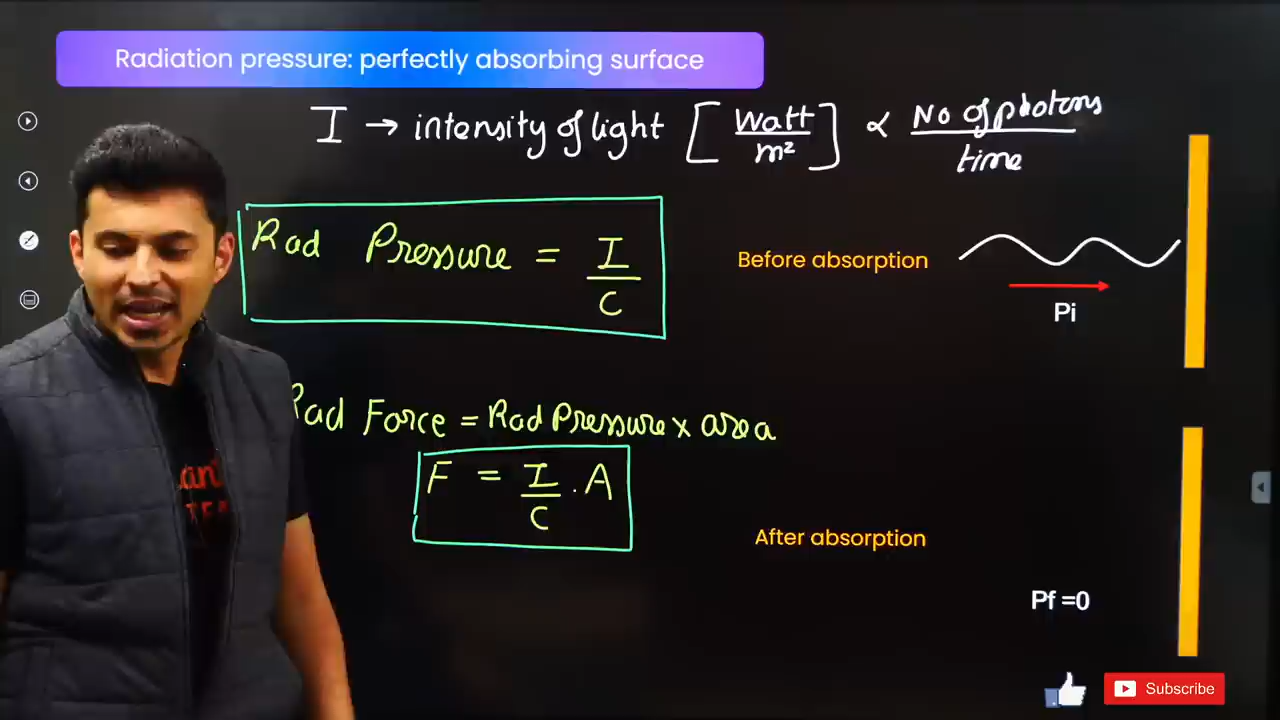 Radiation pressure: perfectly absorbing surface
I → intensity of light [Watt/m²] ∝ No of photons/time
Rad Pressure = I/C
Before absorption
Pi
Rad Force = Rad Pressure x area
F = I/C . A
After absorption
Pf =0
Subscribe